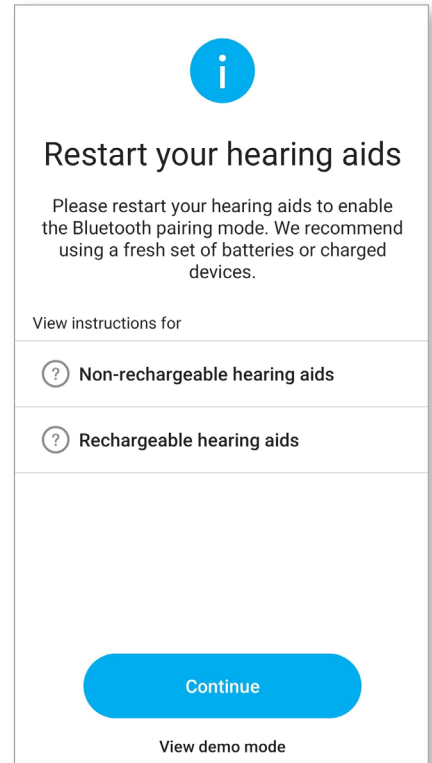 i
Restart your hearing aids
Please restart your hearing aids to enable
the Bluetooth pairing mode. We recommend
using a fresh set of batteries or charged
devices.
View instructions for
? Non-rechargeable hearing aids
? Rechargeable hearing aids
Continue
View demo mode